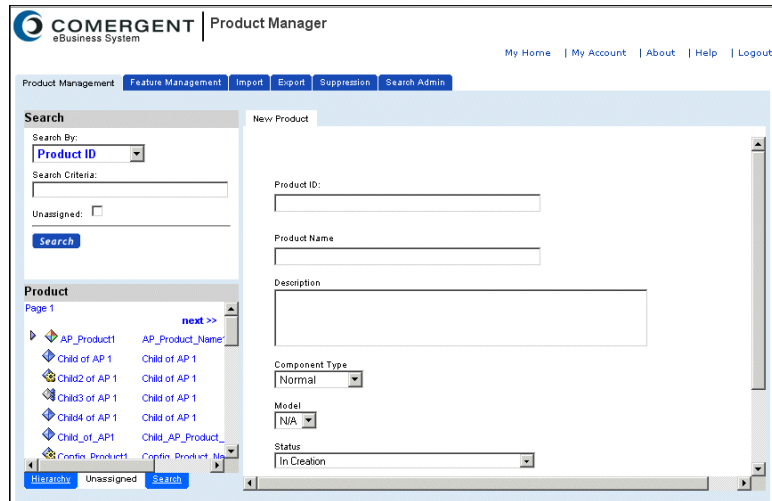 COMERGENT
eBusiness System
Product Manager
My Home | My Account | About | Help | Logout
Product Management Feature Management Import Export Suppression Search Admin
Search
Search By:
Product ID
Search Criteria:
Unassigned:
Search
Product
Page 1
next >>
AP_Product1 AP_Product_Name
Child of AP 1 Child of AP 1
Child2 of AP 1 Child of AP 1
Child3 of AP 1 Child of AP 1
Child4 of AP 1 Child of AP 1
Child_of_AP1 Child_AP_Product_
Config_Product1 Config_Product_Na
Hierarchy Unassigned Search
New Product
Product ID:
Product Name
Description
Component Type
Normal
Model
N/A
Status
In Creation